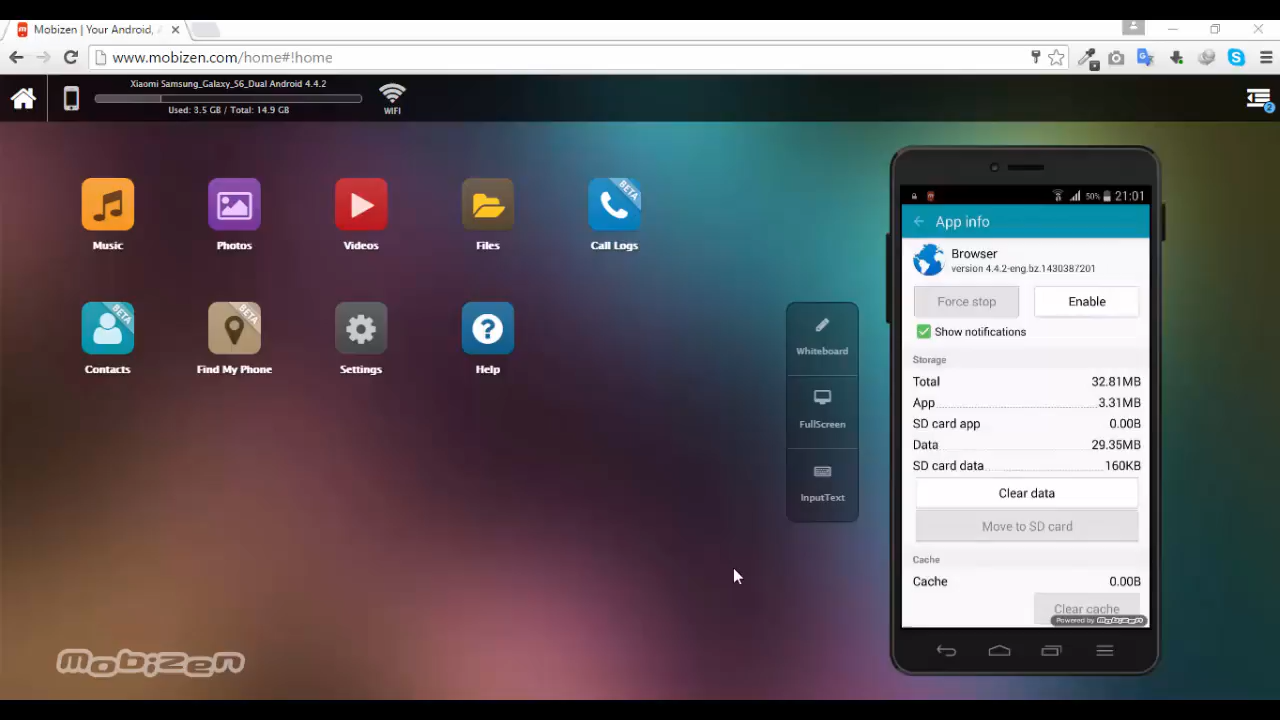 Mobizen | Your Android, A
www.mobizen.com/home#!home
Xiaomi Samsung_Galaxy_S6_Dual Android 4.4.2
Used: 3.5 GB / Total: 14.9 GB
WIFI
2
Music
Photos
Videos
Files
BETA
Call Logs
BETA
Contacts
BETA
Find My Phone
Settings
?
Help
Whiteboard
FullScreen
InputText
50%
21:01
App info
Browser
version 4.4.2-eng.bz.1430387201
Force stop
Enable
Show notifications
Storage
Total 32.81MB
App 3.31MB
SD card app 0.00B
Data 29.35MB
SD card data 160KB
Clear data
Move to SD card
Cache
Cache 0.00B
Clear cache
Powered by mobizen
mobizen